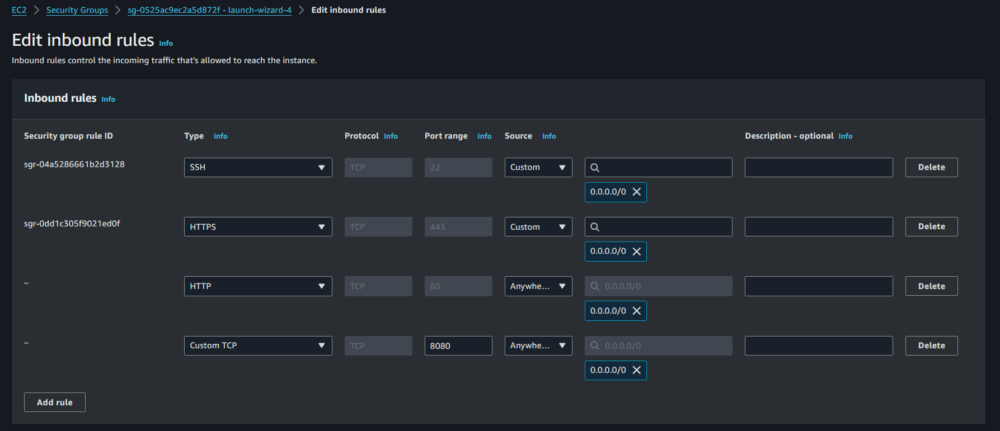 EC2 > Security Groups > sg-0525ac9ec2a5d872f - launch-wizard-4 > Edit inbound rules
Edit inbound rules Info
Inbound rules control the incoming traffic that's allowed to reach the instance.
Inbound rules Info
Security group rule ID Type Info Protocol Info Port range Info Source Info Description - optional Info
sgr-04a5286661b2d3128 SSH TCP 22 Custom Delete
0.0.0.0/0
sgr-0dd1c305f9021ed0f HTTPS TCP 443 Custom Delete
0.0.0.0/0
– HTTP TCP 80 Anywhe... 0.0.0.0/0 Delete
0.0.0.0/0
– Custom TCP TCP 8080 Anywhe... 0.0.0.0/0 Delete
0.0.0.0/0
Add rule